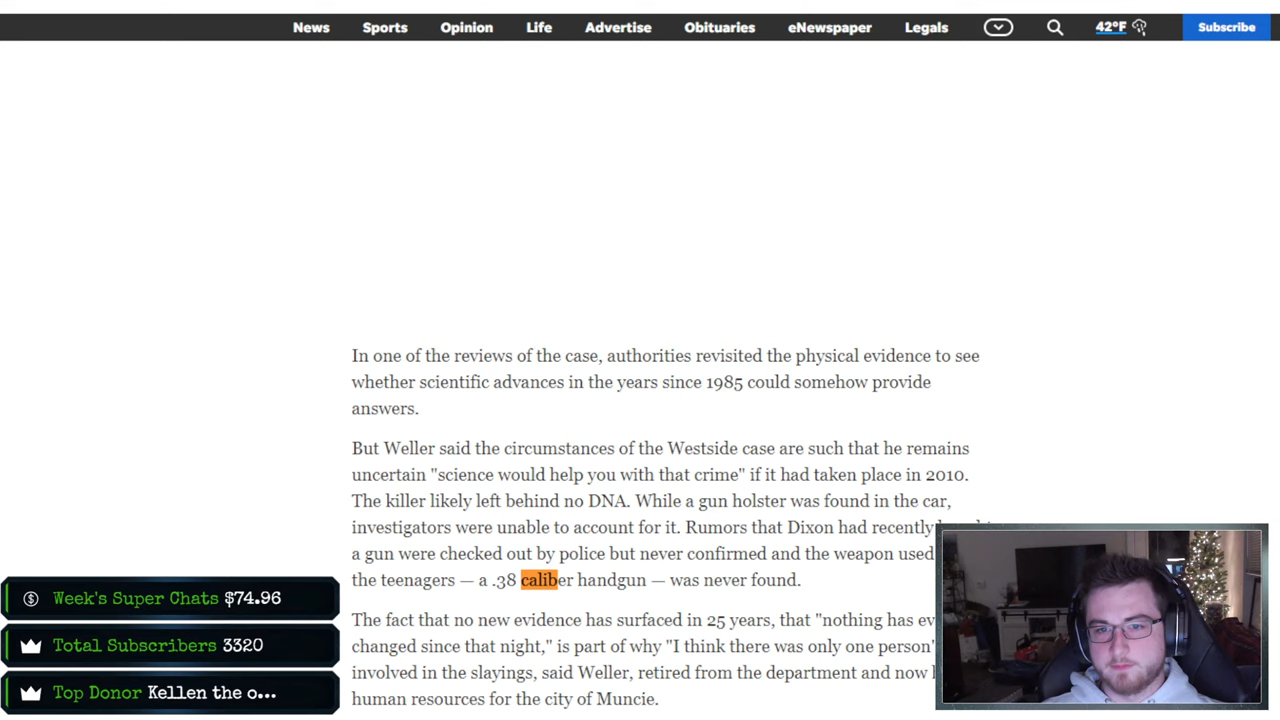 News Sports Opinion Life Advertise Obituaries eNewspaper Legals 42°F Subscribe
In one of the reviews of the case, authorities revisited the physical evidence to see
whether scientific advances in the years since 1985 could somehow provide
answers.
But Weller said the circumstances of the Westside case are such that he remains
uncertain "science would help you with that crime" if it had taken place in 2010.
The killer likely left behind no DNA. While a gun holster was found in the car,
investigators were unable to account for it. Rumors that Dixon had recently
a gun were checked out by police but never confirmed and the weapon used
the teenagers — a .38 caliber handgun — was never found.
The fact that no new evidence has surfaced in 25 years, that "nothing has
changed since that night," is part of why "I think there was only one person"
involved in the slayings, said Weller, retired from the department and now
human resources for the city of Muncie.
Week's Super Chats $74.96
Total Subscribers 3320
Top Donor Kellen the o...